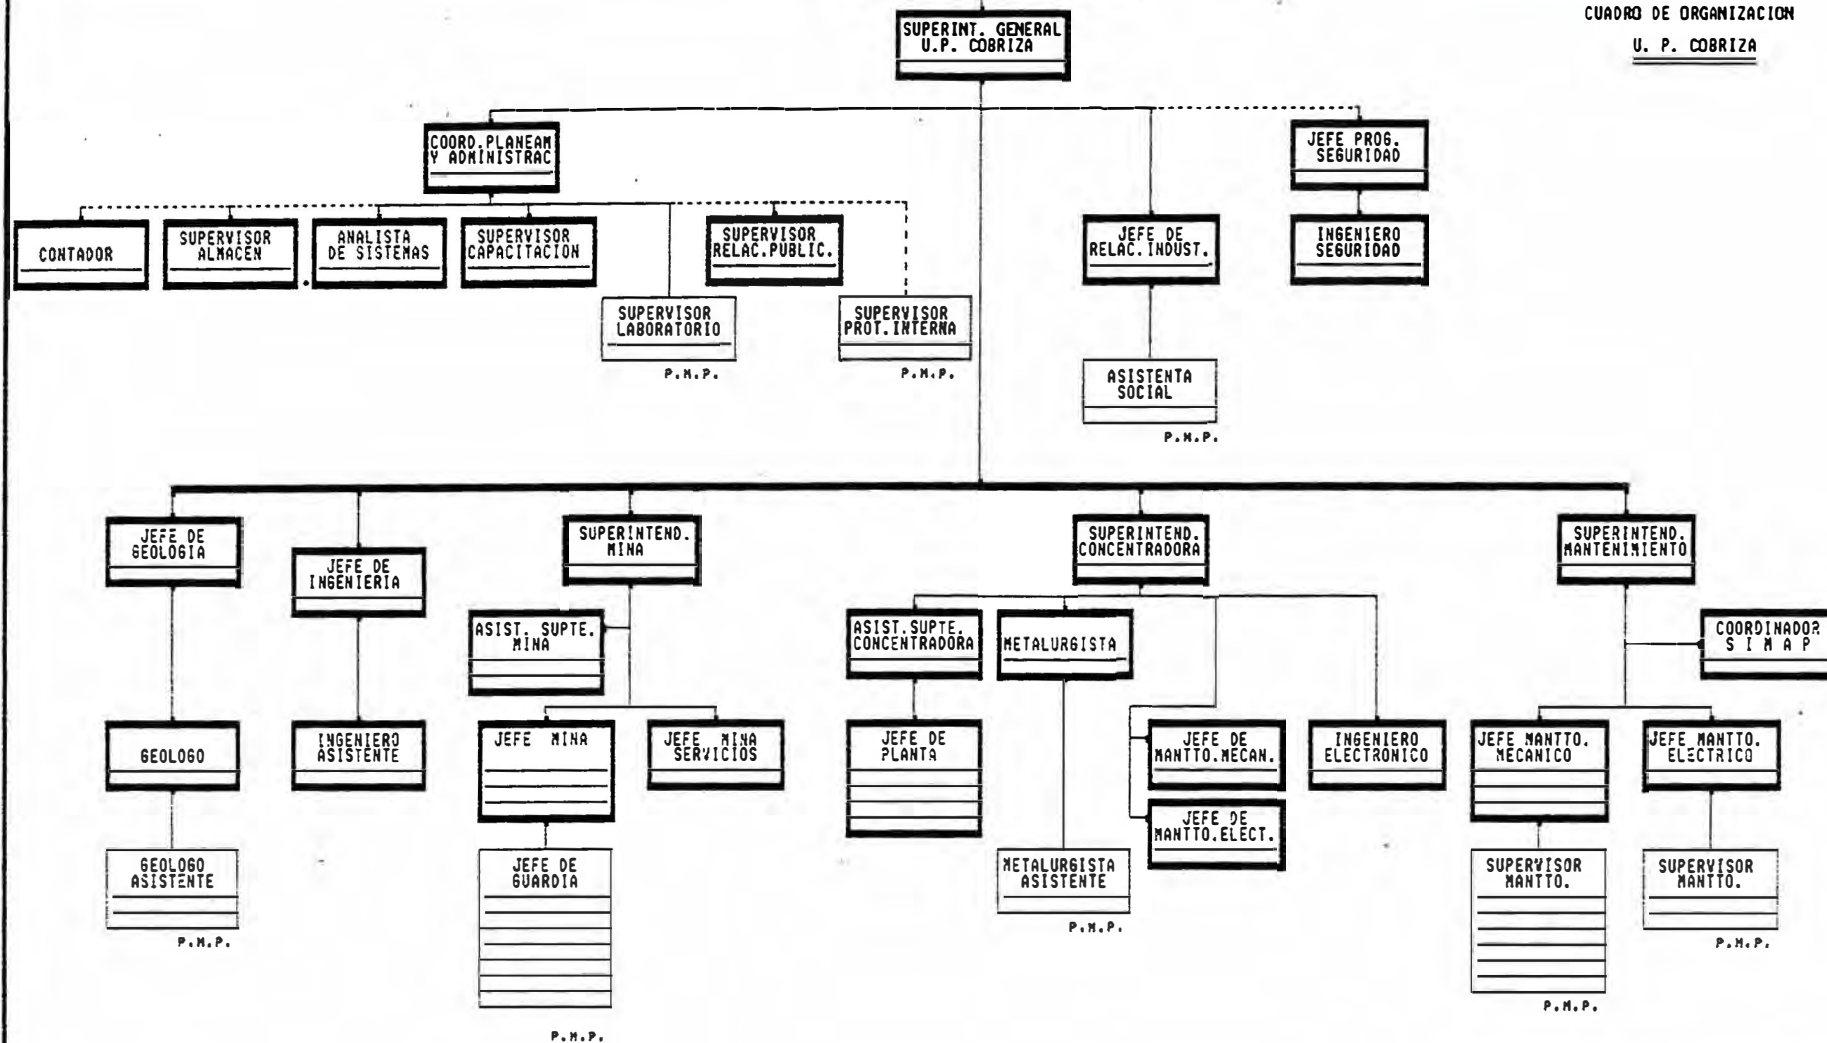 CUADRO DE ORGANIZACION
U. P. COBRIZA
SUPERINT. GENERAL
U.P. COBRIZA
COORD.PLANEAM
Y ADMINISTRAC
JEFE PROG.
SEGURIDAD
CONTADOR
SUPERVISOR
ALMACEN
ANALISTA
DE SISTEMAS
SUPERVISOR
CAPACITACION
SUPERVISOR
RELAC.PUBLIC.
JEFE DE
RELAC.INDUST.
INGENIERO
SEGURIDAD
SUPERVISOR
LABORATORIO
P.M.P.
SUPERVISOR
PROT.INTERNA
P.M.P.
ASISTENTA
SOCIAL
P.M.P.
JEFE DE
GEOLOGIA
JEFE DE
INGENIERIA
SUPERINTEND.
MINA
SUPERINTEND.
CONCENTRADORA
SUPERINTEND.
MANTENIMIENTO
ASIST. SUPTE.
MINA
ASIST.SUPTE.
CONCENTRADORA
METALURGISTA
COORDINADOR
S I M A P
GEOLOGO
INGENIERO
ASISTENTE
JEFE MINA
JEFE MINA
SERVICIOS
JEFE DE
PLANTA
JEFE DE
MANTTO.MECAN.
INGENIERO
ELECTRONICO
JEFE MANTTO.
MECANICO
JEFE MANTTO.
ELECTRICO
JEFE DE
MANTTO.ELECT.
GEOLOGO
ASISTENTE
P.M.P.
JEFE DE
GUARDIA
P.M.P.
METALURGISTA
ASISTENTE
P.M.P.
SUPERVISOR
MANTTO.
P.M.P.
SUPERVISOR
MANTTO.
P.M.P.